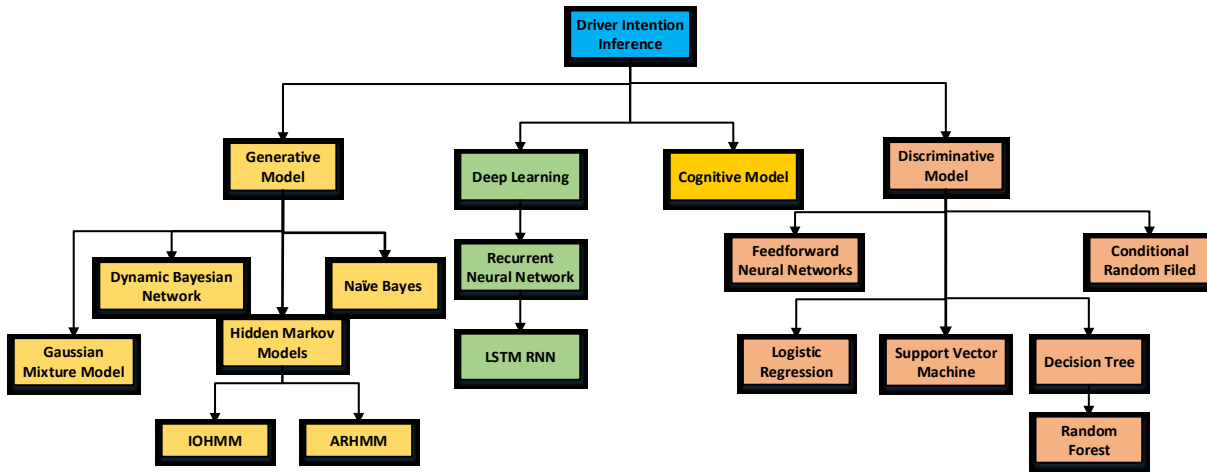 Driver Intention
Inference
Generative
Model
Deep Learning
Cognitive Model
Discriminative
Model
Dynamic Bayesian
Network
Naïve Bayes
Recurrent
Neural Network
Feedforward
Neural Networks
Conditional
Random Filed
Gaussian
Mixture Model
Hidden Markov
Models
LSTM RNN
Logistic
Regression
Support Vector
Machine
Decision Tree
IOHMM
ARHMM
Random
Forest